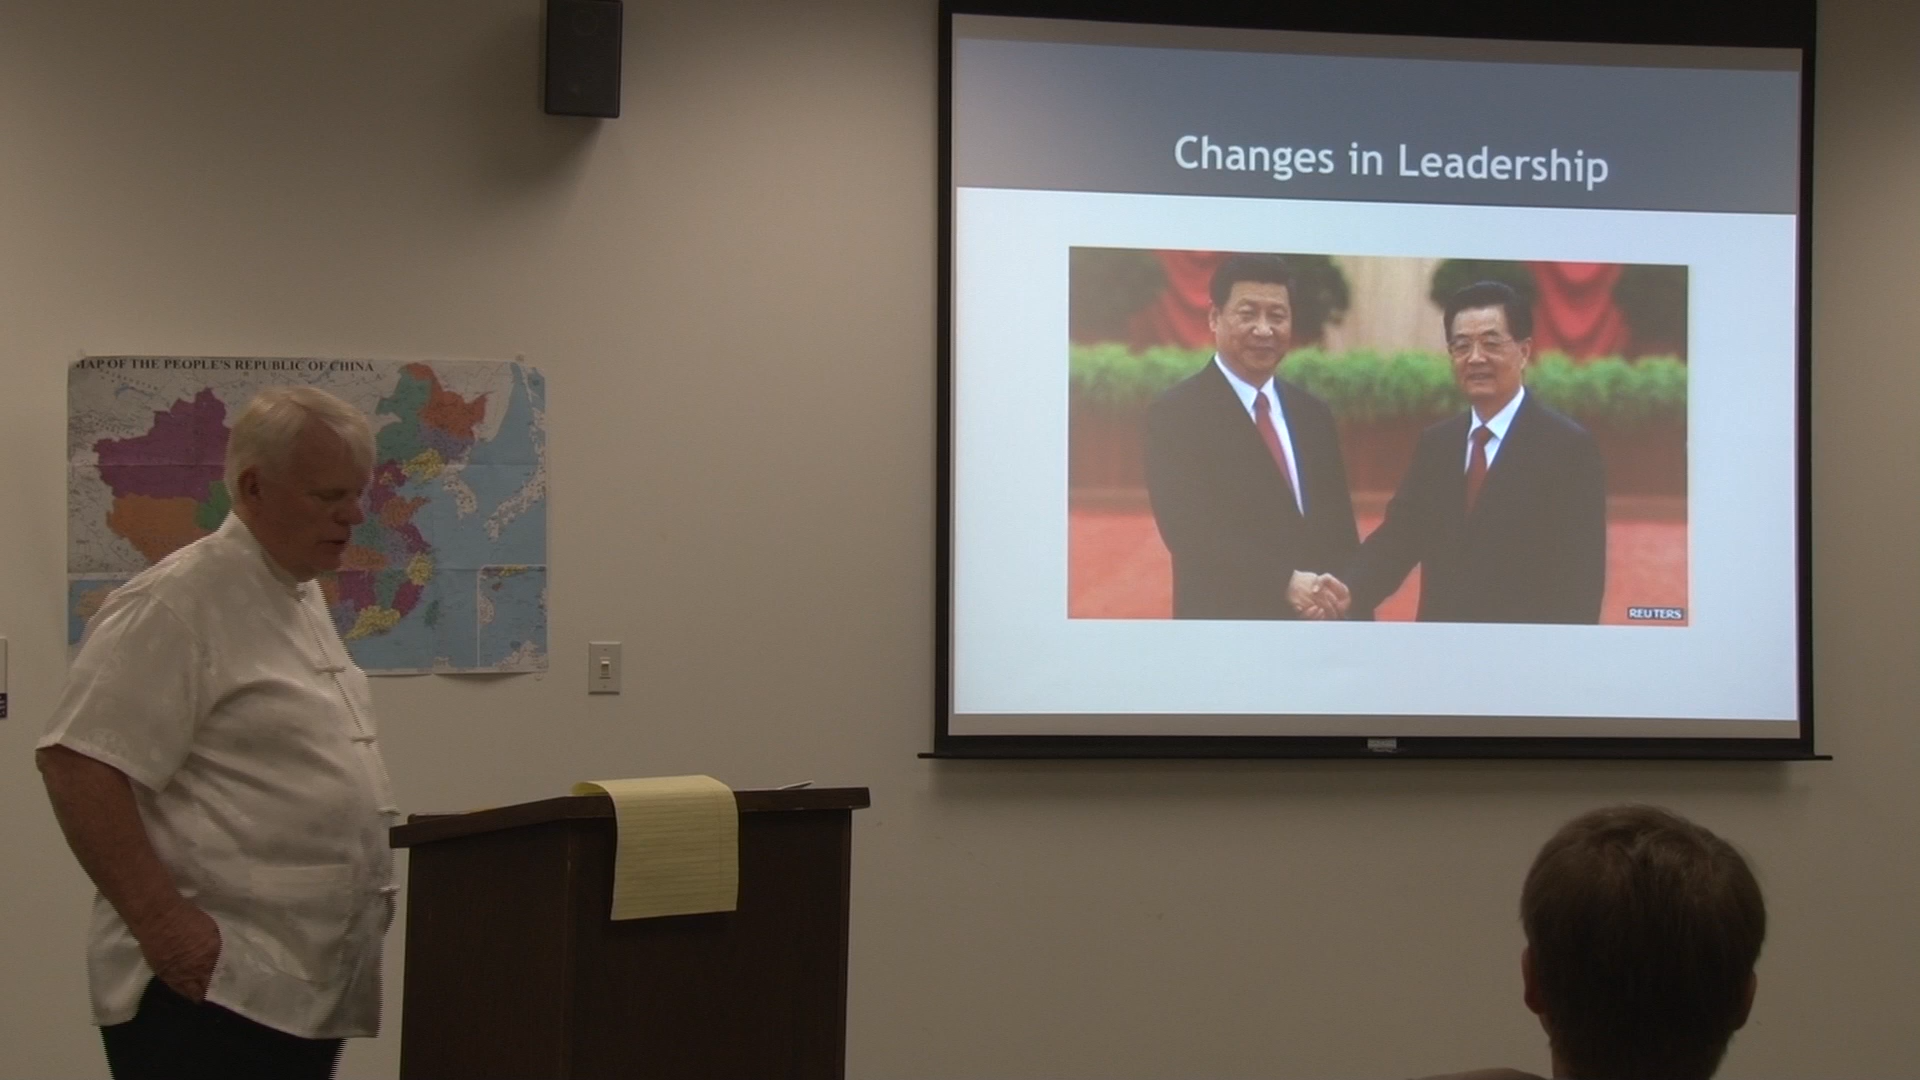 MAP OF THE PEOPLE'S REPUBLIC OF CHINA
Changes in Leadership
REUTERS